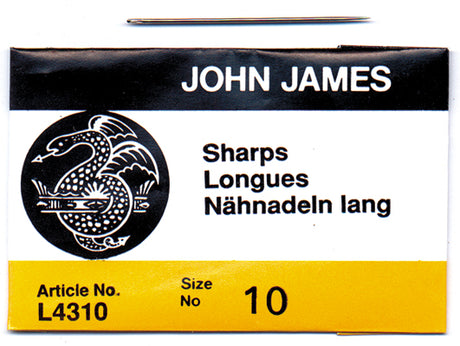 JOHN JAMES
Sharps
Longues
Nähnadeln lang
Article No.
L4310
Size
No
10